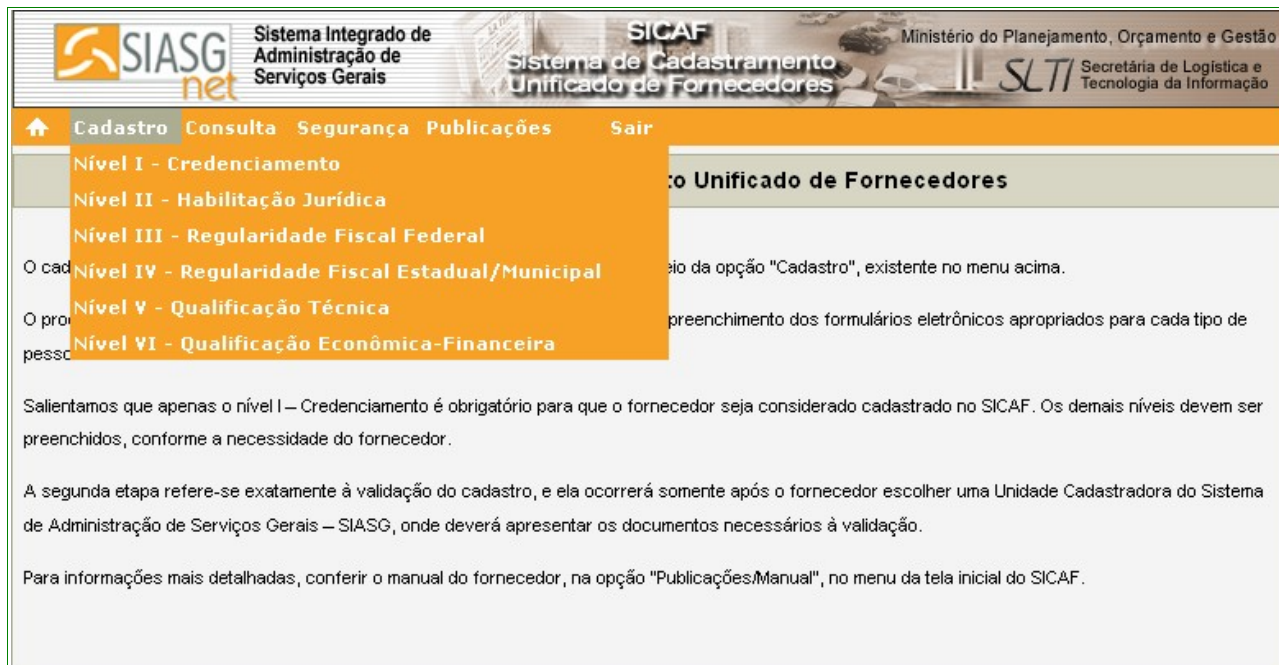 SIASG
net
Sistema Integrado de
Administração de
Serviços Gerais
SICAF
Sistema de Cadastramento
Unificado de Fornecedores
Ministério do Planejamento, Orçamento e Gestão
SLTI
Secretária de Logística e
Tecnologia da Informação
Cadastro Consulta Segurança Publicações Sair
Nível I - Credenciamento
Nível II - Habilitação Jurídica
Nível III - Regularidade Fiscal Federal
Nível IV - Regularidade Fiscal Estadual/Municipal
Nível V - Qualificação Técnica
Nível VI - Qualificação Econômica-Financeira
to Unificado de Fornecedores
O cad
eio da opção "Cadastro", existente no menu acima.
O pro
preenchimento dos formulários eletrônicos apropriados para cada tipo de
pesso
Salientamos que apenas o nível I – Credenciamento é obrigatório para que o fornecedor seja considerado cadastrado no SICAF. Os demais níveis devem ser
preenchidos, conforme a necessidade do fornecedor.
A segunda etapa refere-se exatamente à validação do cadastro, e ela ocorrerá somente após o fornecedor escolher uma Unidade Cadastradora do Sistema
de Administração de Serviços Gerais – SIASG, onde deverá apresentar os documentos necessários à validação.
Para informações mais detalhadas, conferir o manual do fornecedor, na opção "Publicações/Manual", no menu da tela inicial do SICAF.